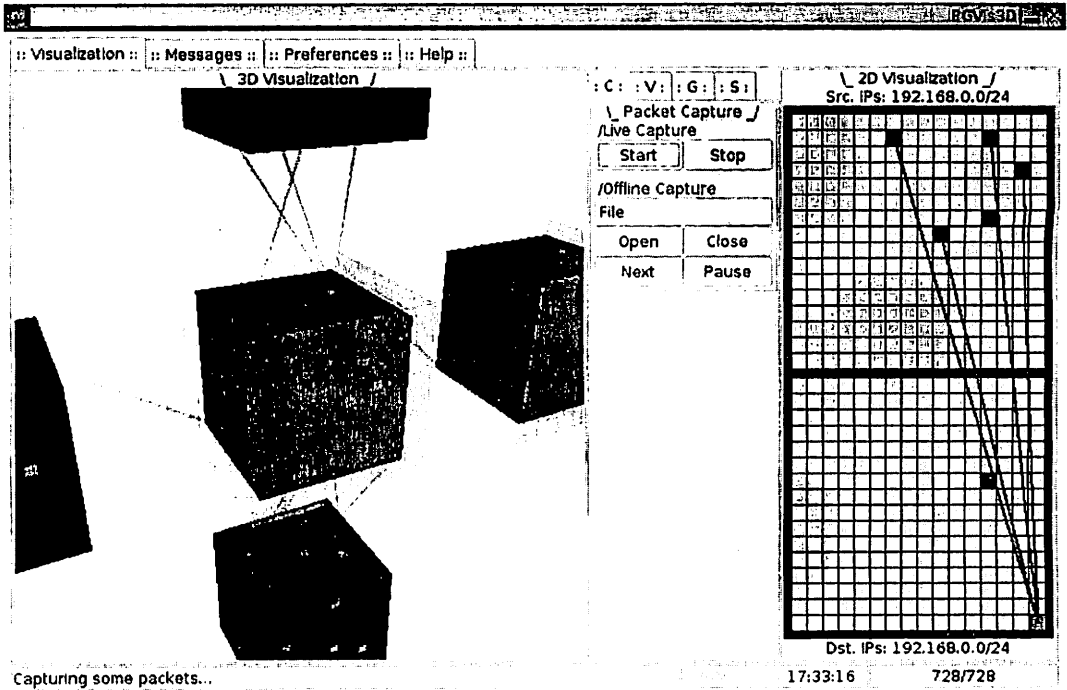 RGVis3D
:: Visualization :: :: Messages :: :: Preferences :: :: Help ::
\_ 3D Visualization _/
: C : : V : : G : : S :
\_ Packet Capture _/
/Live Capture
Start Stop
/Offline Capture
File
Open Close
Next Pause
\_ 2D Visualization _/
Src. IPs: 192.168.0.0/24
Dst. IPs: 192.168.0.0/24
Capturing some packets...
17:33:16
728/728